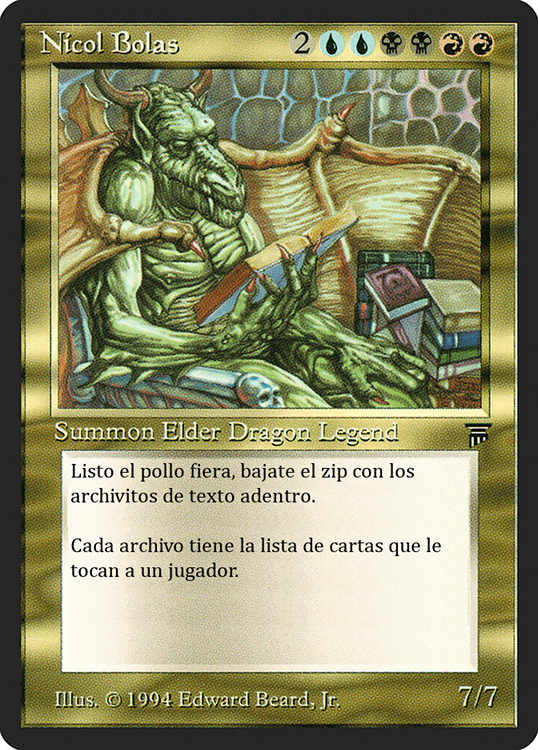 Nicol Bolas 2
Summon Elder Dragon Legend
Listo el pollo fiera, bajate el zip con los
archivitos de texto adentro.
Cada archivo tiene la lista de cartas que le
tocan a un jugador.
Illus. © 1994 Edward Beard, Jr. 7/7